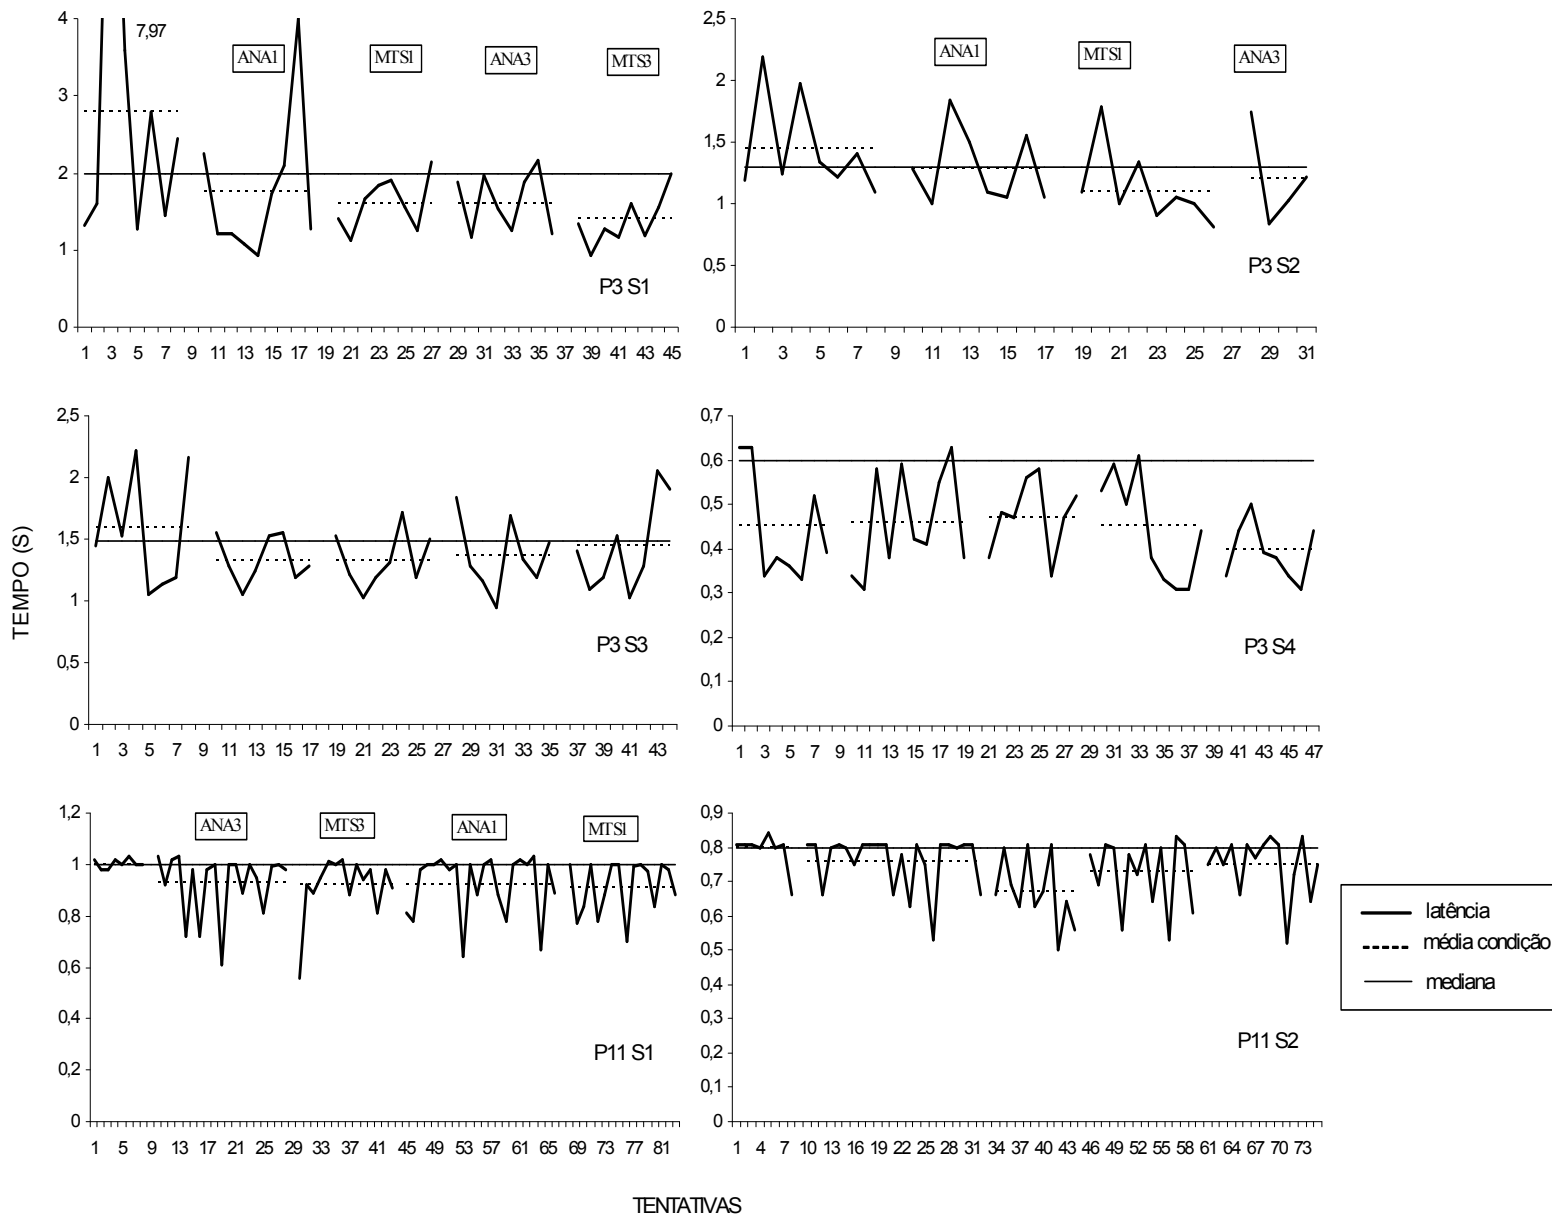 4
7,97
ANA1
MTS1
ANA3
MTS3
3
2
1
P3 S1
0
1 3 5 7 9 11 13 15 17 19 21 23 25 27 29 31 33 35 37 39 41 43 45
2,5
ANA1
MTS1
ANA3
2
1,5
1
0,5
P3 S2
0
1 3 5 7 9 11 13 15 17 19 21 23 25 27 29 31
TEMPO (S)
2,5
2
1,5
1
0,5
P3 S3
0
1 3 5 7 9 11 13 15 17 19 21 23 25 27 29 31 33 35 37 39 41 43
0,7
0,6
0,5
0,4
0,3
0,2
0,1
P3 S4
0
1 3 5 7 9 11 13 15 17 19 21 23 25 27 29 31 33 35 37 39 41 43 45 47
1,2
ANA3
MTS3
ANA1
MTS1
1
0,8
0,6
0,4
0,2
P11 S1
0
1 5 9 13 17 21 25 29 33 37 41 45 49 53 57 61 65 69 73 77 81
0,9
0,8
0,7
0,6
0,5
0,4
0,3
0,2
0,1
P11 S2
0
1 4 7 10 13 16 19 22 25 28 31 34 37 40 43 46 49 52 55 58 61 64 67 70 73
latência
média condição
mediana
TENTATIVAS